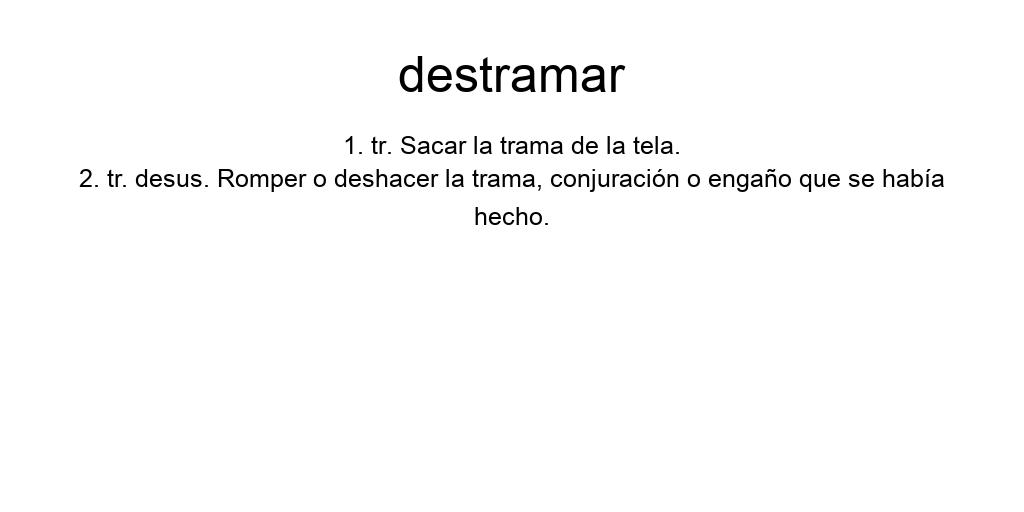 destramar
1. tr. Sacar la trama de la tela.
2. tr. desus. Romper o deshacer la trama, conjuración o engaño que se había
hecho.